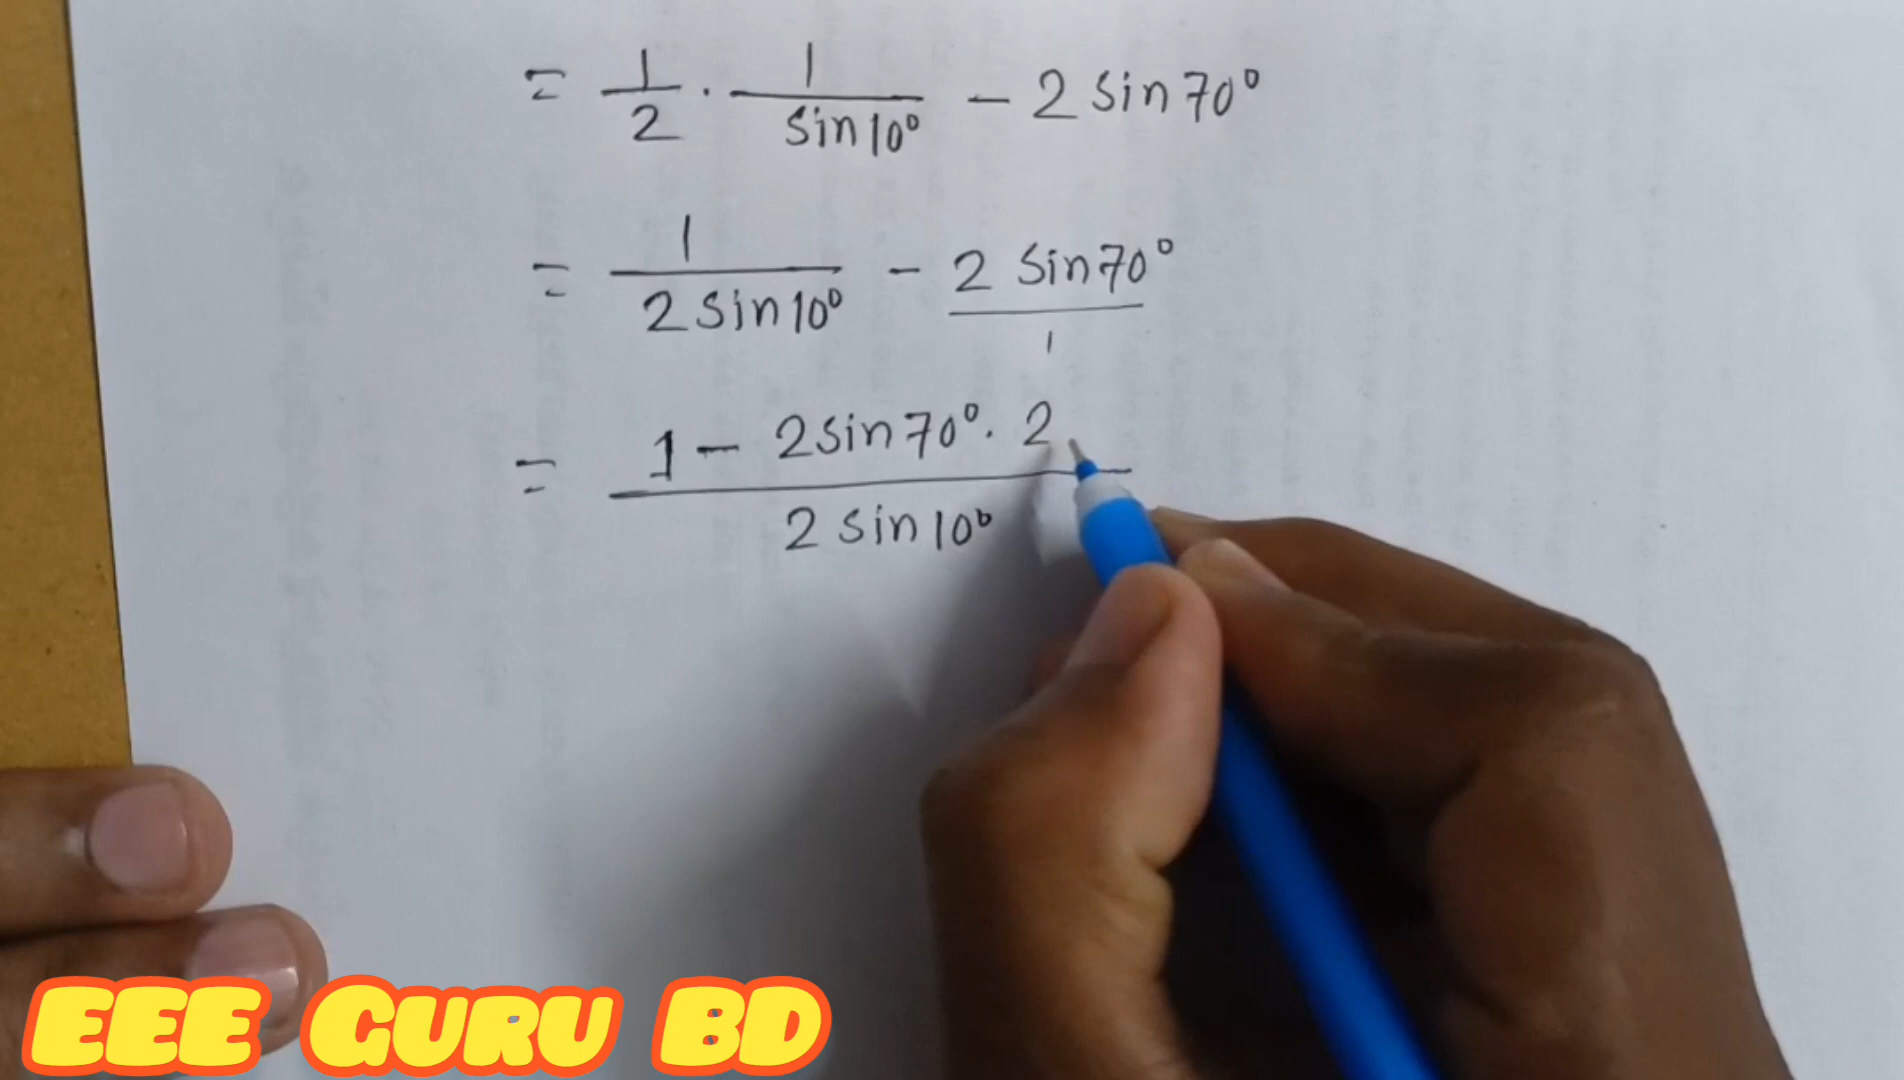 = 1/2 · 1/sin10° - 2 sin70°
= 1/2 sin10° - 2 sin70°/1
= 1 - 2sin70° · 2/2 sin10°
EEE GURU BD